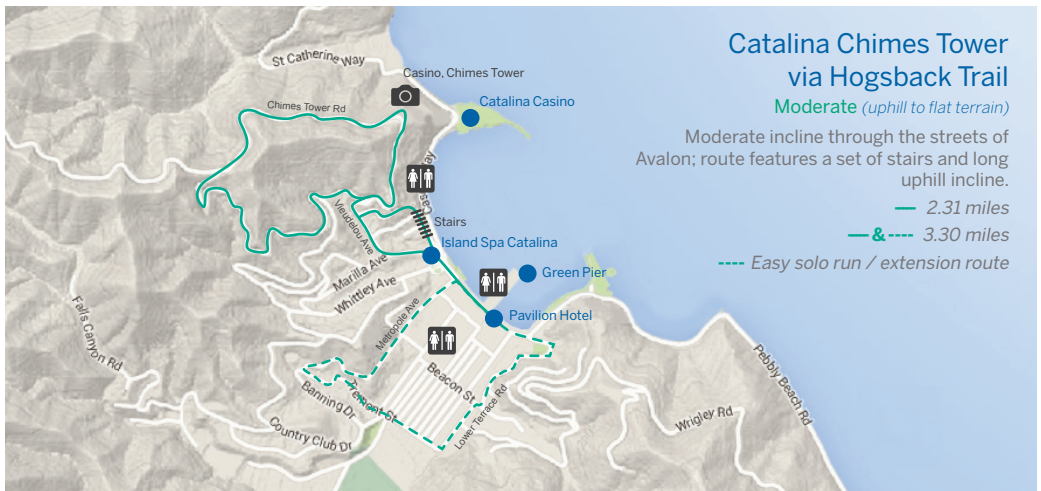 Catalina Chimes Tower
via Hogsback Trail
Moderate (uphill to flat terrain)
Moderate incline through the streets of
Avalon; route features a set of stairs and long
uphill incline.
2.31 miles
& 3.30 miles
Easy solo run / extension route
St Catherine Way
Casino, Chimes Tower
Chimes Tower Rd
Catalina Casino
Stairs
Vieudelou Ave
Island Spa Catalina
Marilla Ave
Whittley Ave
Green Pier
Metropole Ave
Pavilion Hotel
Falls Canyon Rd
Beacon St
Tremont St
Banning Dr
Country Club Dr
Lower Terrace Rd
Wrigley Rd
Pebbly Beach Rd